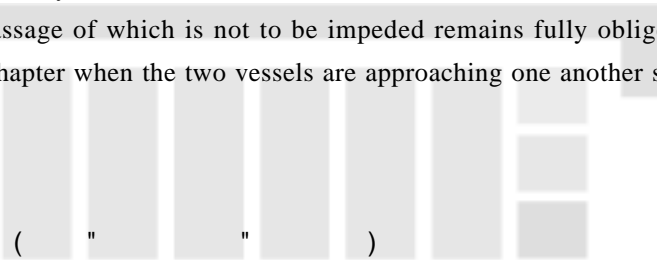 assage of which is not to be impeded remains fully oblig
hapter when the two vessels are approaching one another s
( " " )